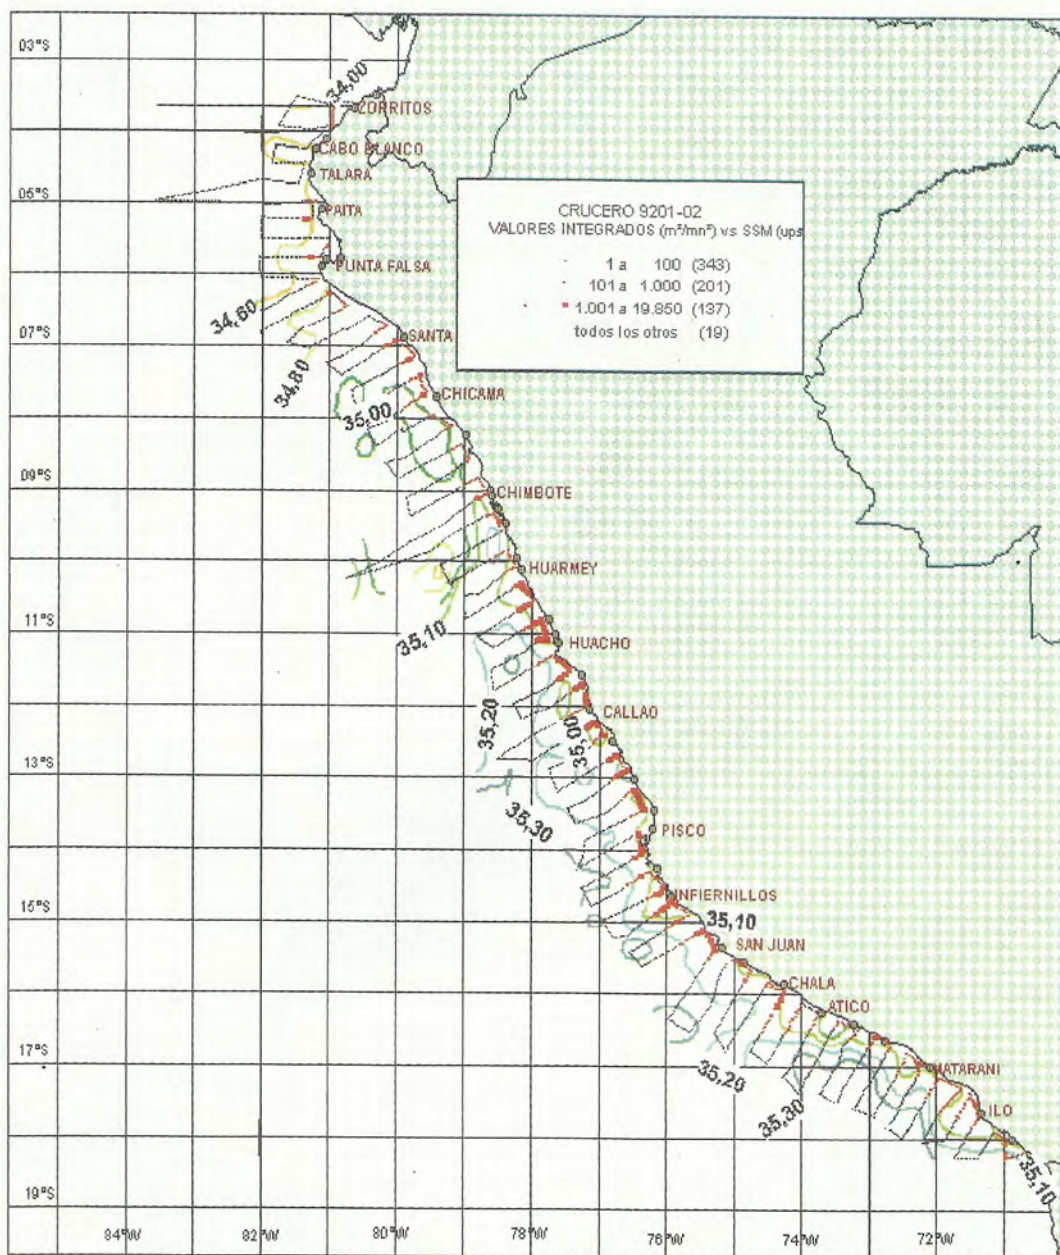 03°S
34,00
ZORRITOS
CABO BLANCO
TALARA
05°S
PAITA
PUNTA FALSA
CRUCERO 9201-02
VALORES INTEGRADOS (m²/mn²) vs SSM (ups
1 a 100 (343)
101 a 1.000 (201)
1.001 a 19.850 (137)
todos los otros (19)
34,60
07°S
SANTA
34,80
CHICAMA
35,00
09°S
CHIMBOTE
HUARMEY
11°S
35,10
HUACHO
35,20
CALLAO
35,00
13°S
35,30
PISCO
INFIERNILLOS
15°S
35,10
SAN JUAN
CHALA
ATICO
17°S
35,20
MATARANI
35,30
ILO
35,10
19°S
84°W
82°W
80°W
78°W
76°W
74°W
72°W